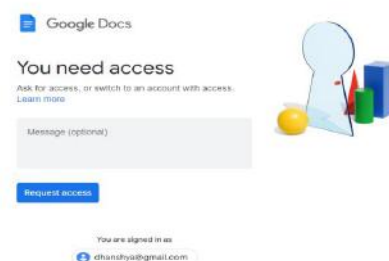 Google Docs
You need access
Ask for access, or switch to an account with access.
Learn more
Message (optional)
Request access
You are signed in as
dhanshya@gmail.com